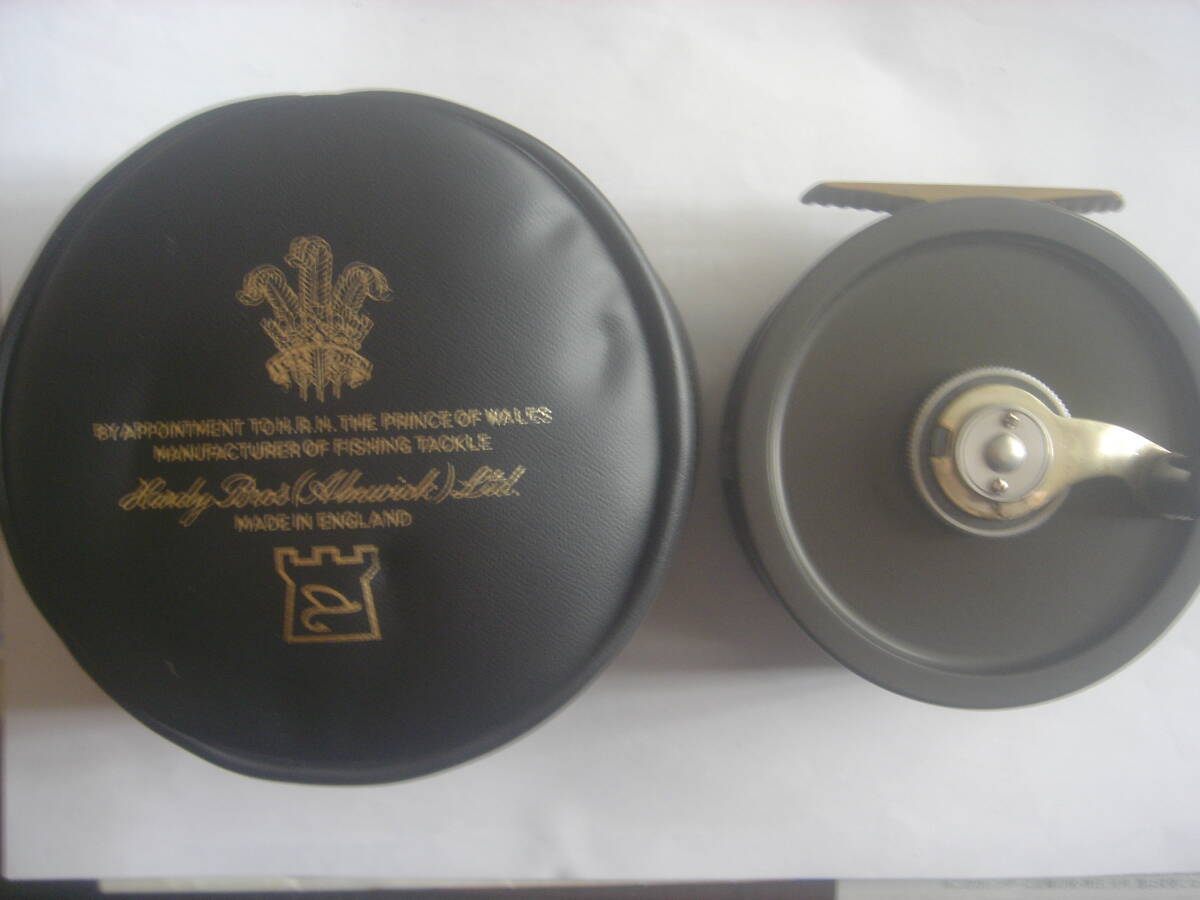 BY APPOINTMENT TO H.R.H. THE PRINCE OF WALES
MANUFACTURER OF FISHING TACKLE
Hardy Bros (Alnwick) Ltd.
MADE IN ENGLAND